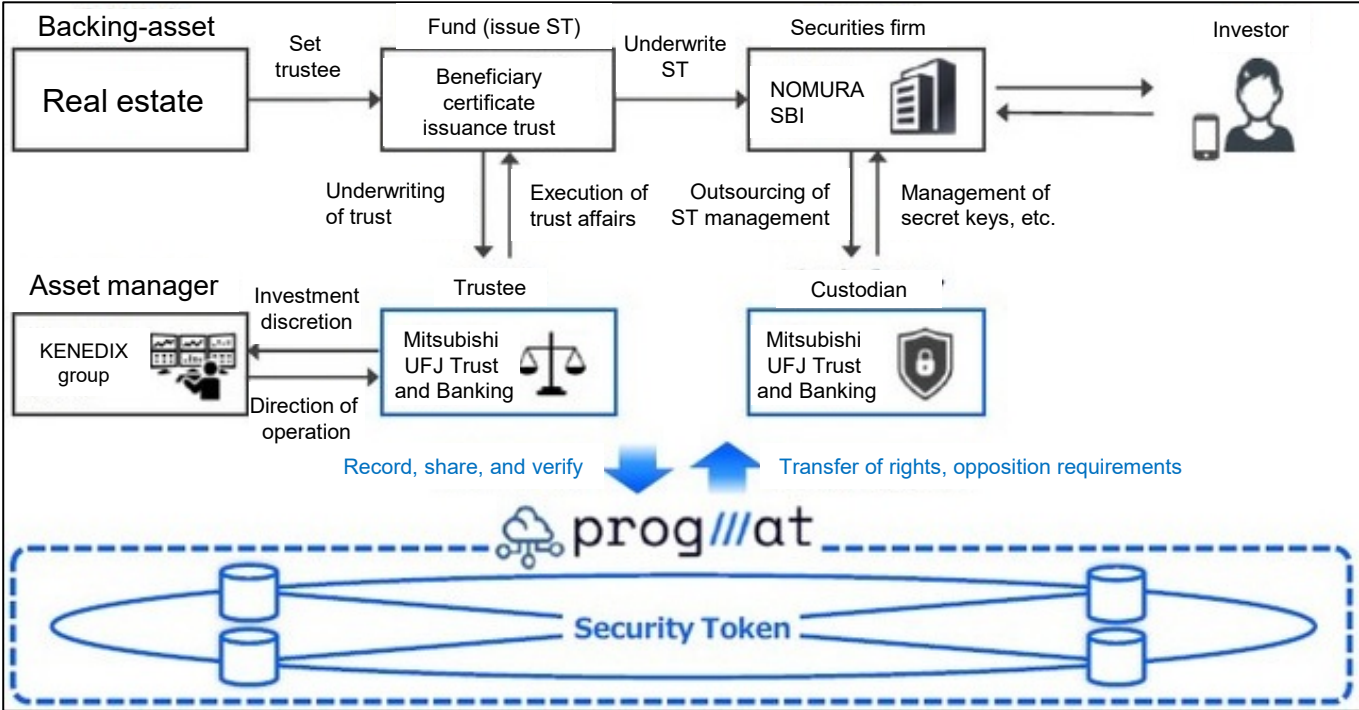 Backing-asset
Set
trustee
Fund (issue ST)
Underwrite
ST
Securities firm
Investor
Real estate
Beneficiary
certificate
issuance trust
NOMURA
SBI
Underwriting
of trust
Execution of
trust affairs
Outsourcing of
ST management
Management of
secret keys, etc.
Asset manager
Investment
discretion
Trustee
Custodian
KENEDIX
group
Mitsubishi
UFJ Trust
and Banking
Mitsubishi
UFJ Trust
and Banking
Direction of
operation
Record, share, and verify
Transfer of rights, opposition requirements
prog///at
Security Token